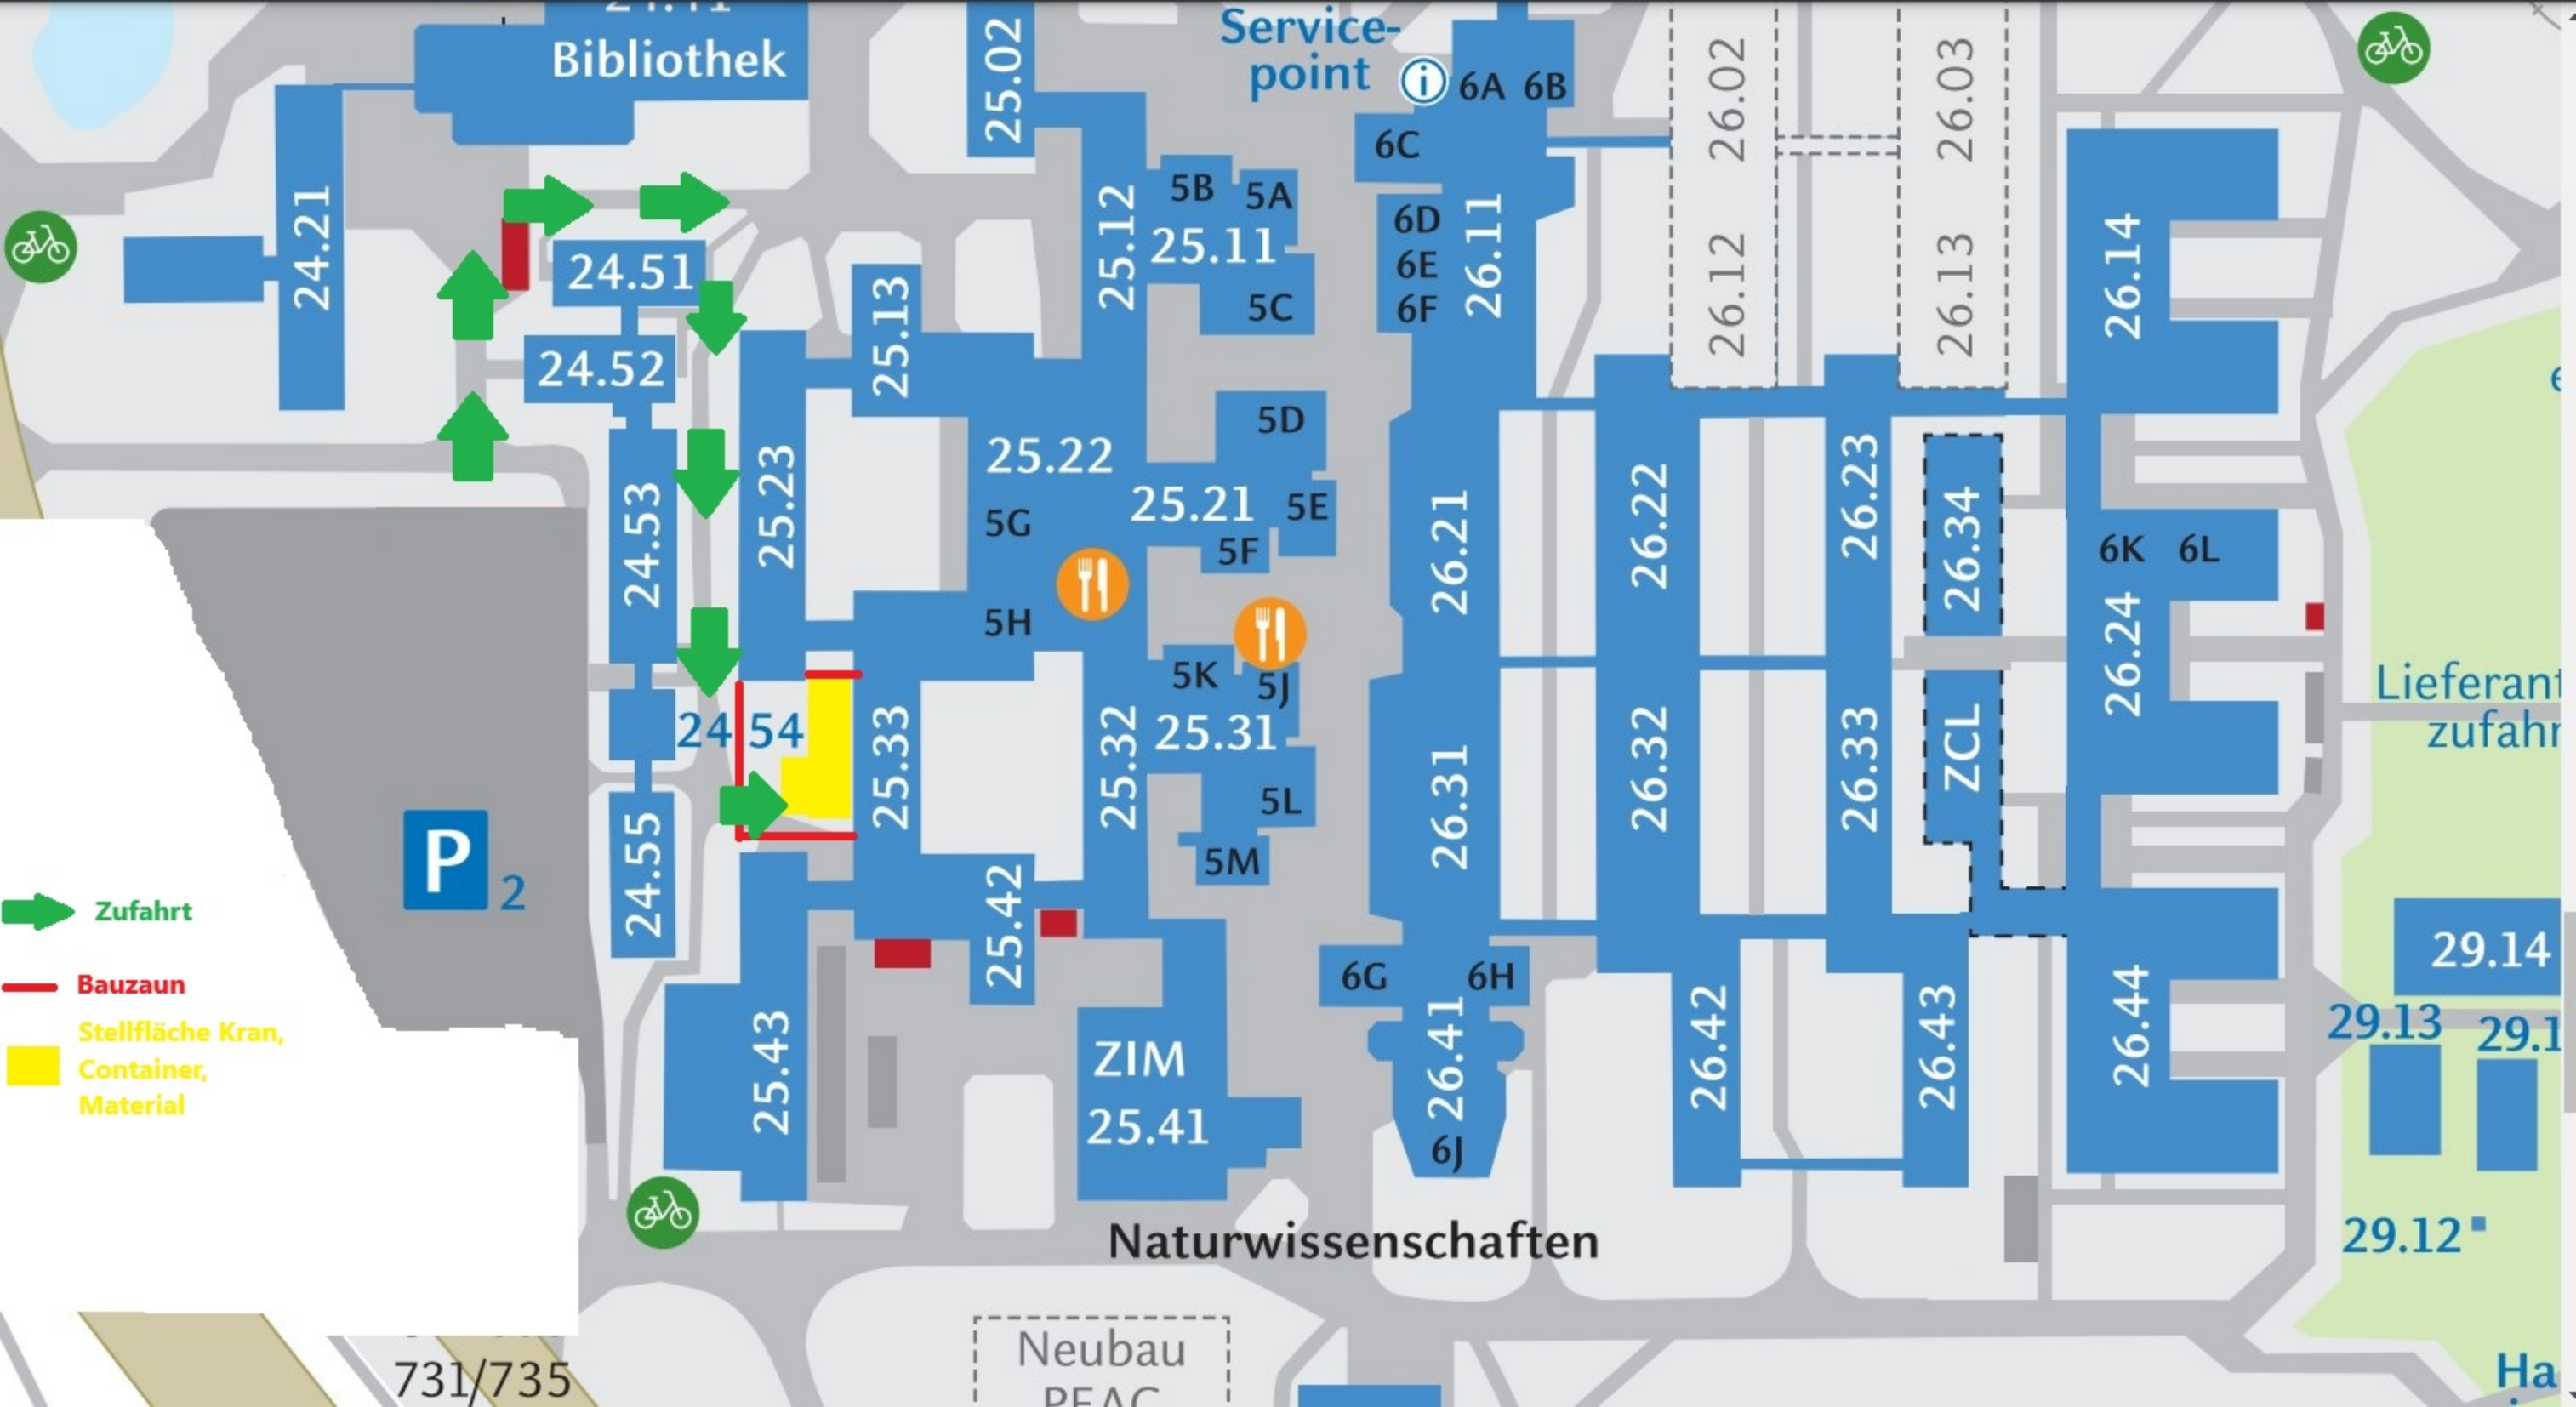 Bibliothek
25.02
Service-
point
i
6A 6B
26.02
26.03
6C
24.21
25.12
5B 5A
25.11
5C
6D
6E
6F
26.11
26.12
26.13
26.14
24.51
24.52
25.13
25.23
24.53
25.22
5D
25.21
5E
5F
5G
5H
26.21
26.22
26.23
26.34
6K 6L
26.24
24.54
25.33
25.32
5K
5J
25.31
5L
5M
26.31
26.32
26.33
ZCL
Lieferant
zufahr
P
2
24.55
25.42
Zufahrt
Bauzaun
Stellfläche Kran,
Container,
Material
25.43
ZIM
25.41
6G 6H
26.41
6J
26.42
26.43
26.44
29.14
29.13 29.1
29.12
Naturwissenschaften
Neubau
731/735
Ha